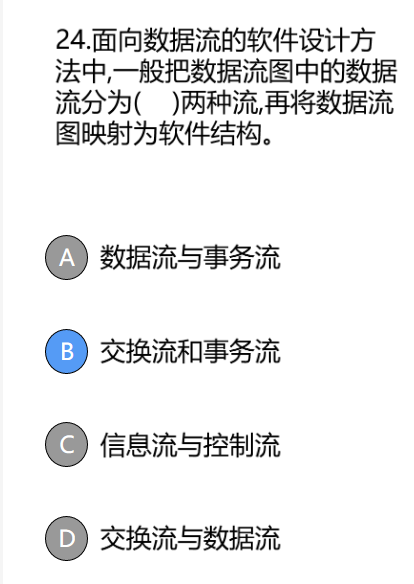 24.面向数据流的软件设计方
法中,一般把数据流图中的数据
流分为(    )两种流,再将数据流
图映射为软件结构。
A 数据流与事务流
B 交换流和事务流
C 信息流与控制流
D 交换流与数据流